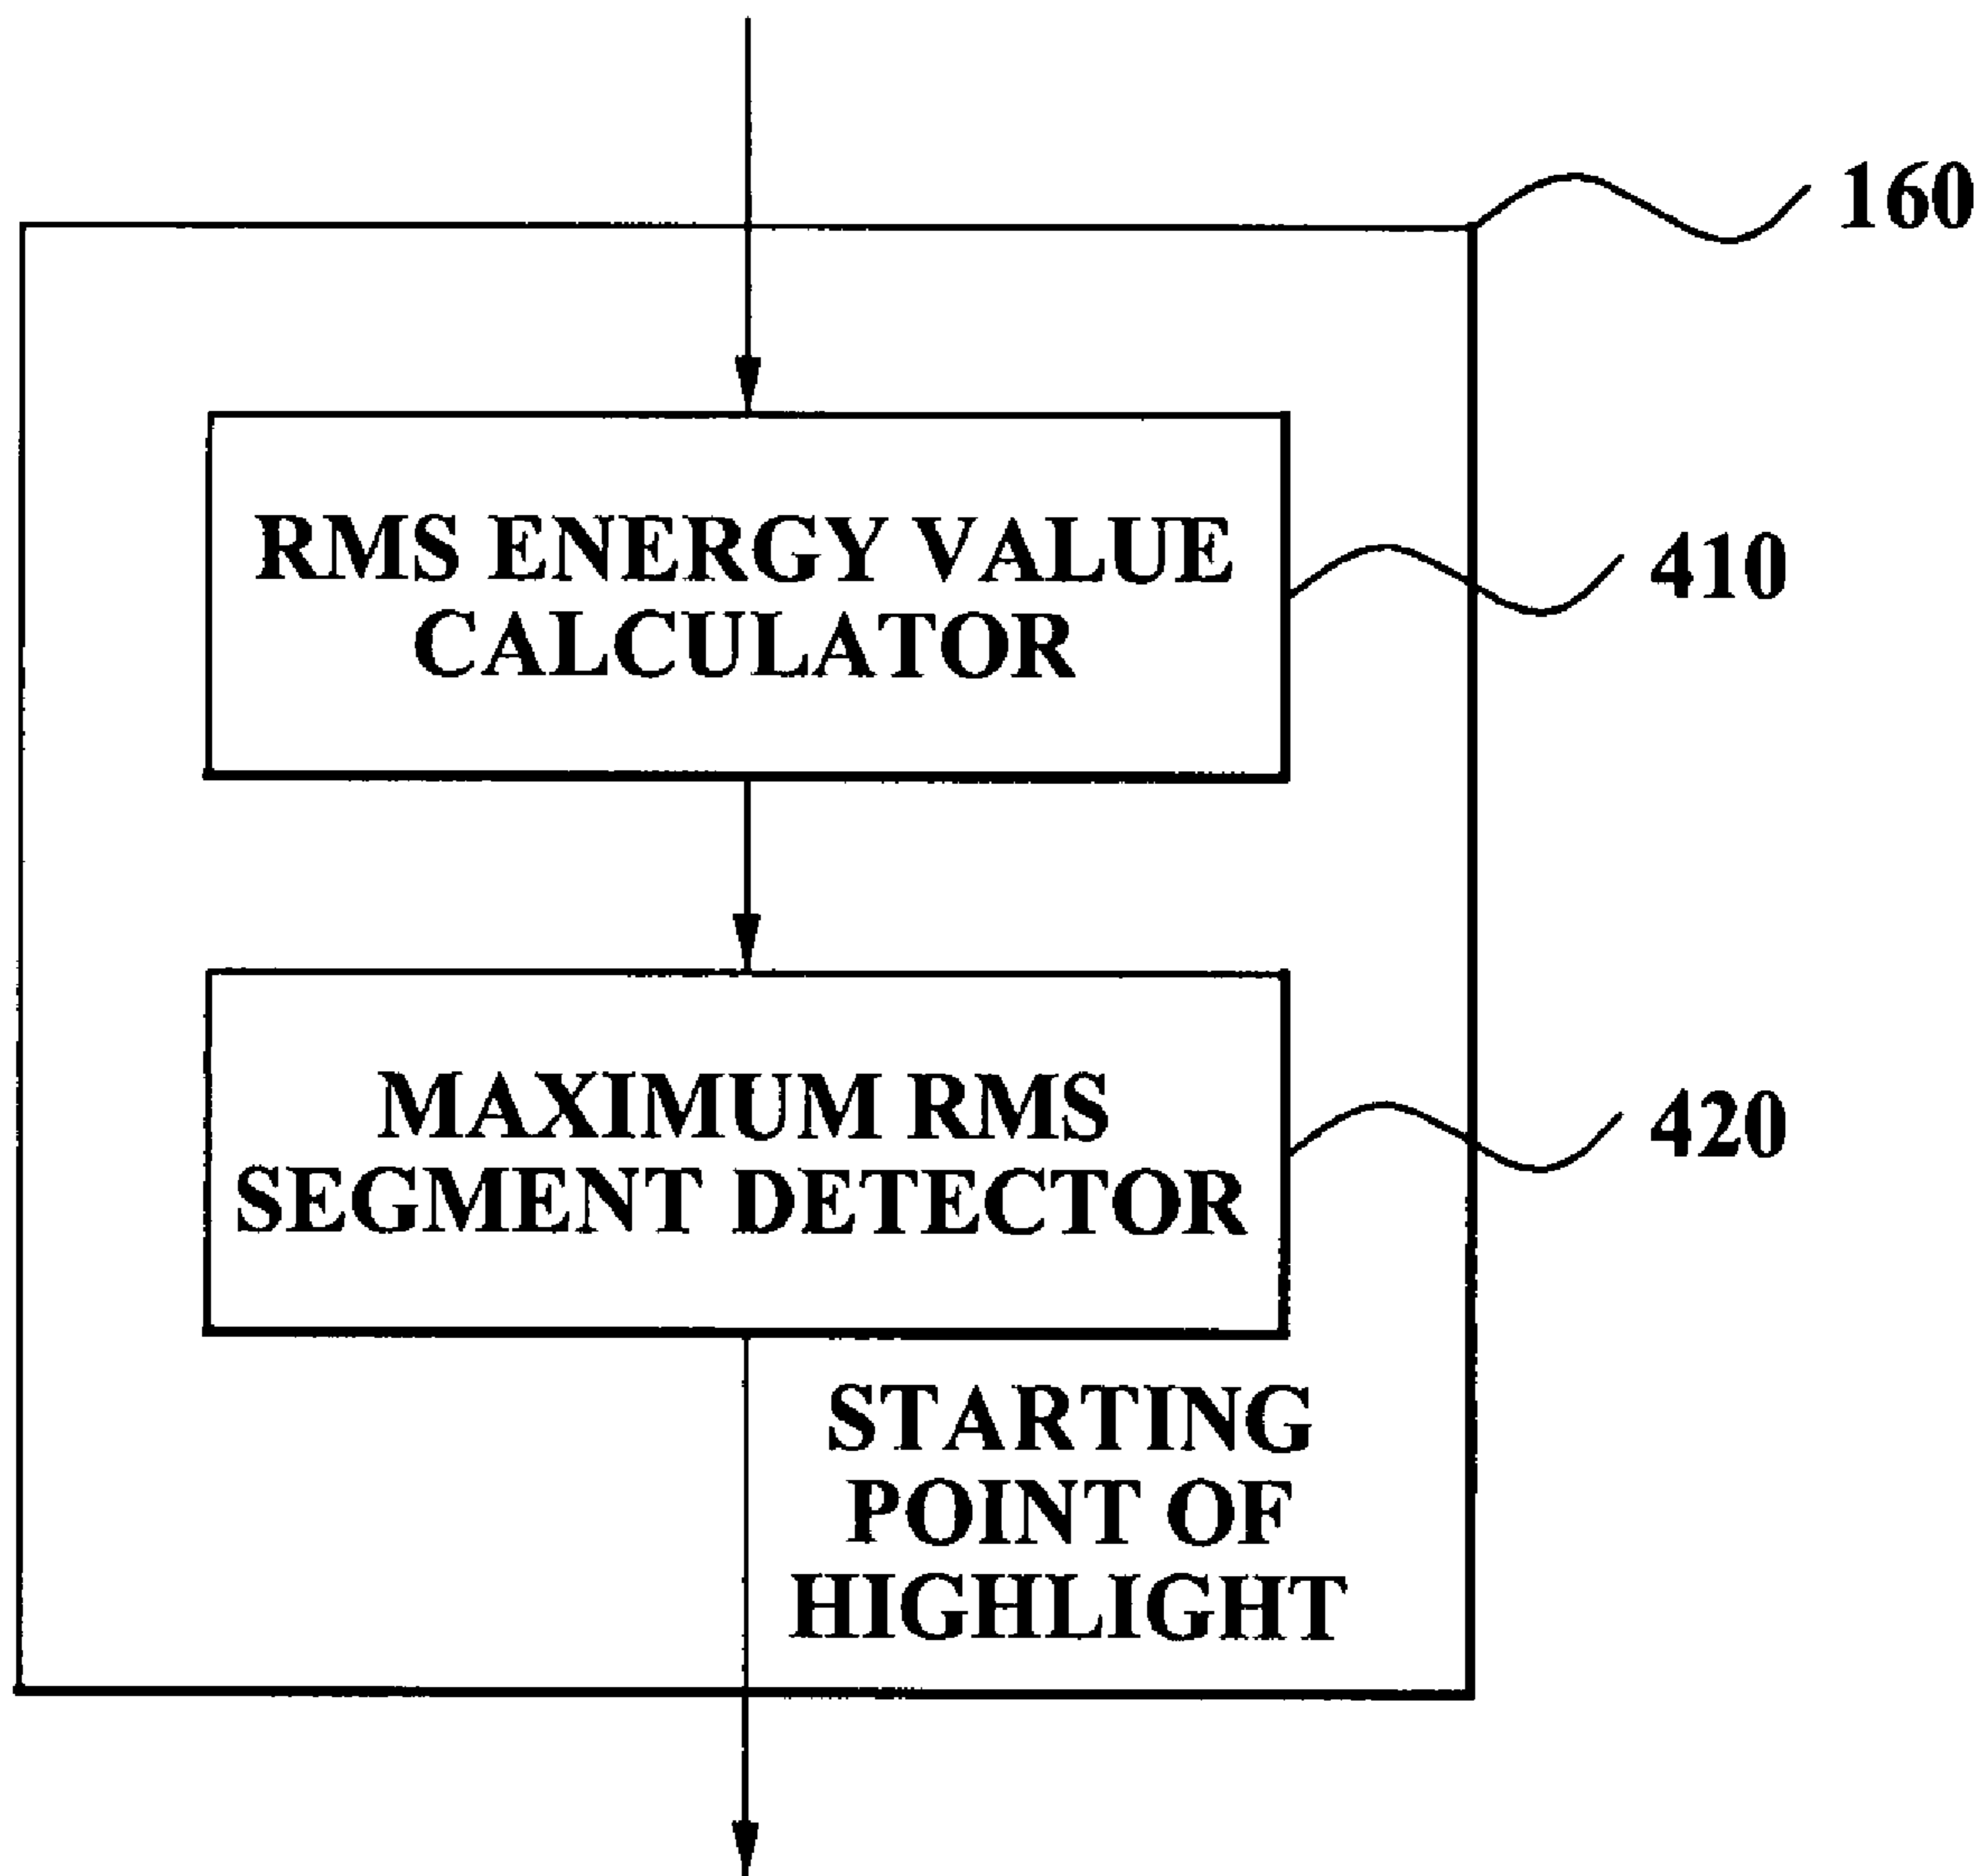 160
RMS ENERGY VALUE
CALCULATOR
410
MAXIMUM RMS
SEGMENT DETECTOR
420
STARTING
POINT OF
HIGHLIGHT